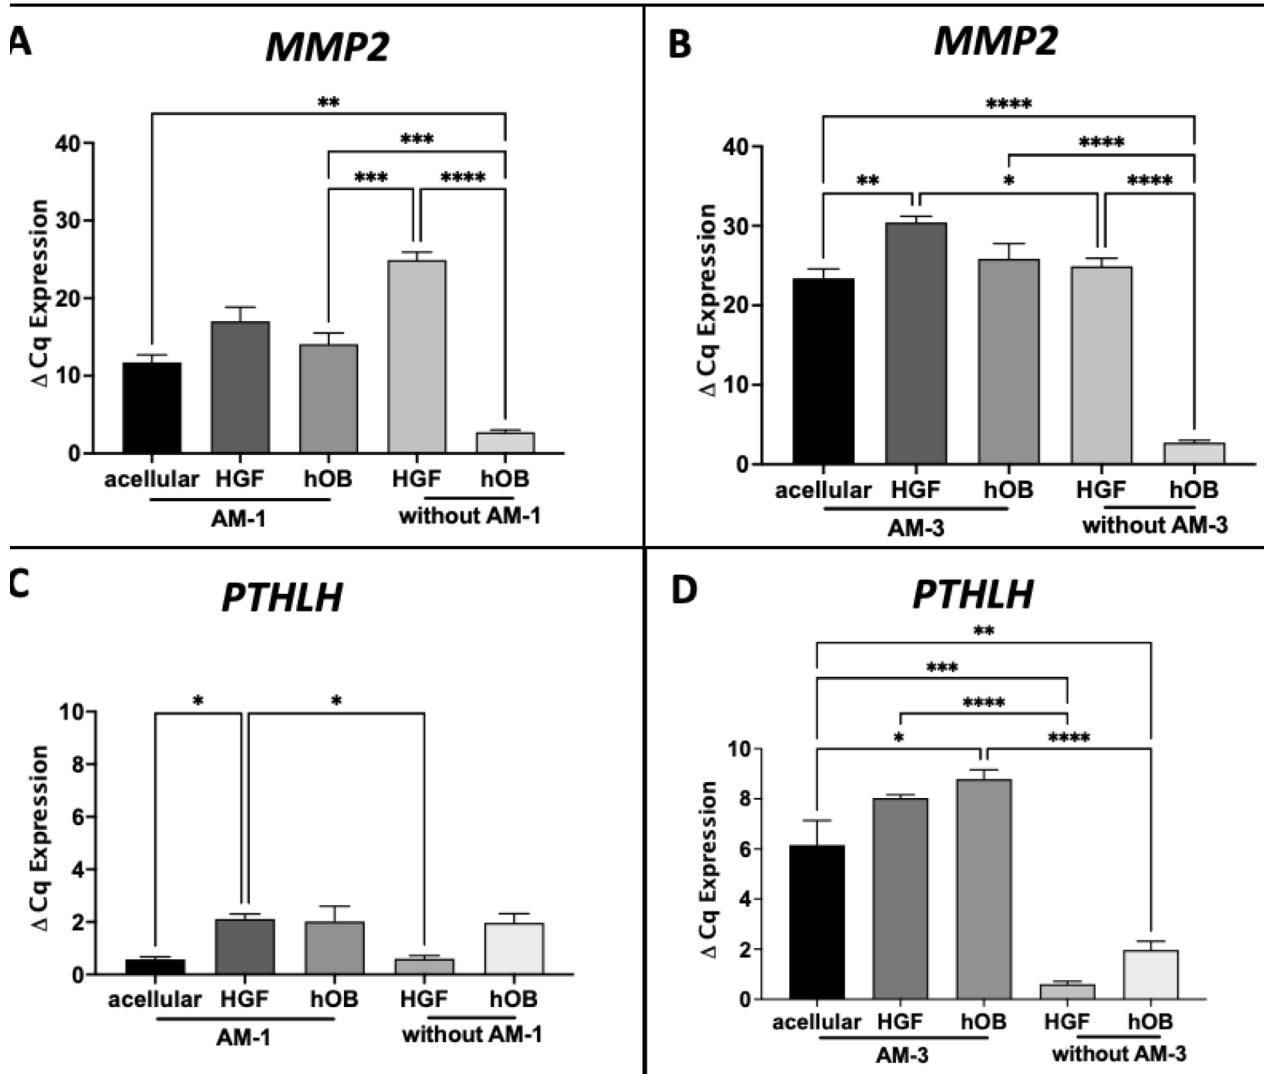 A
MMP2
**
***
*** ****
40
30
20
10
0
Δ Cq Expression
acellular HGF hOB HGF hOB
AM-1 without AM-1
B
MMP2
****
****
** * ****
40
30
20
10
0
Δ Cq Expression
acellular HGF hOB HGF hOB
AM-3 without AM-3
C
PTHLH
* *
10
8
6
4
2
0
Δ Cq Expression
acellular HGF hOB HGF hOB
AM-1 without AM-1
D
PTHLH
**
***
****
* ****
10
8
6
4
2
0
Δ Cq Expression
acellular HGF hOB HGF hOB
AM-3 without AM-3